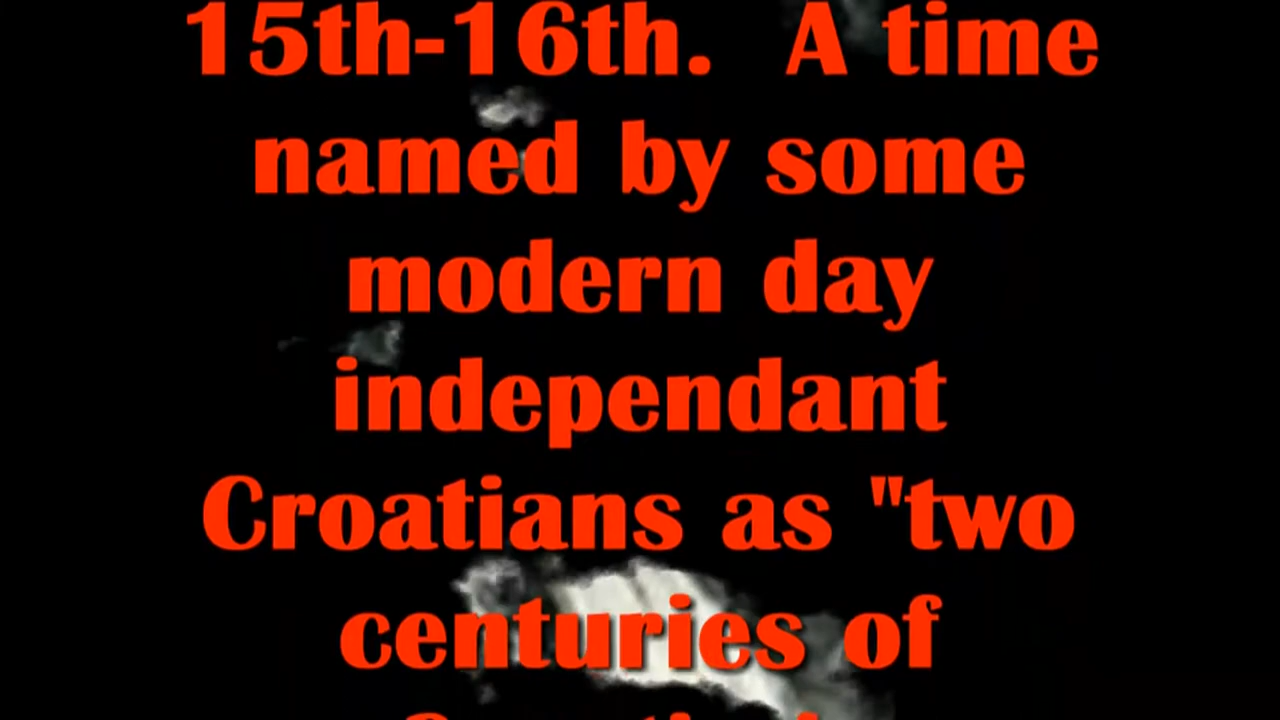 15th-16th.  A time
named by some
modern day
independant
Croatians as "two
centuries of